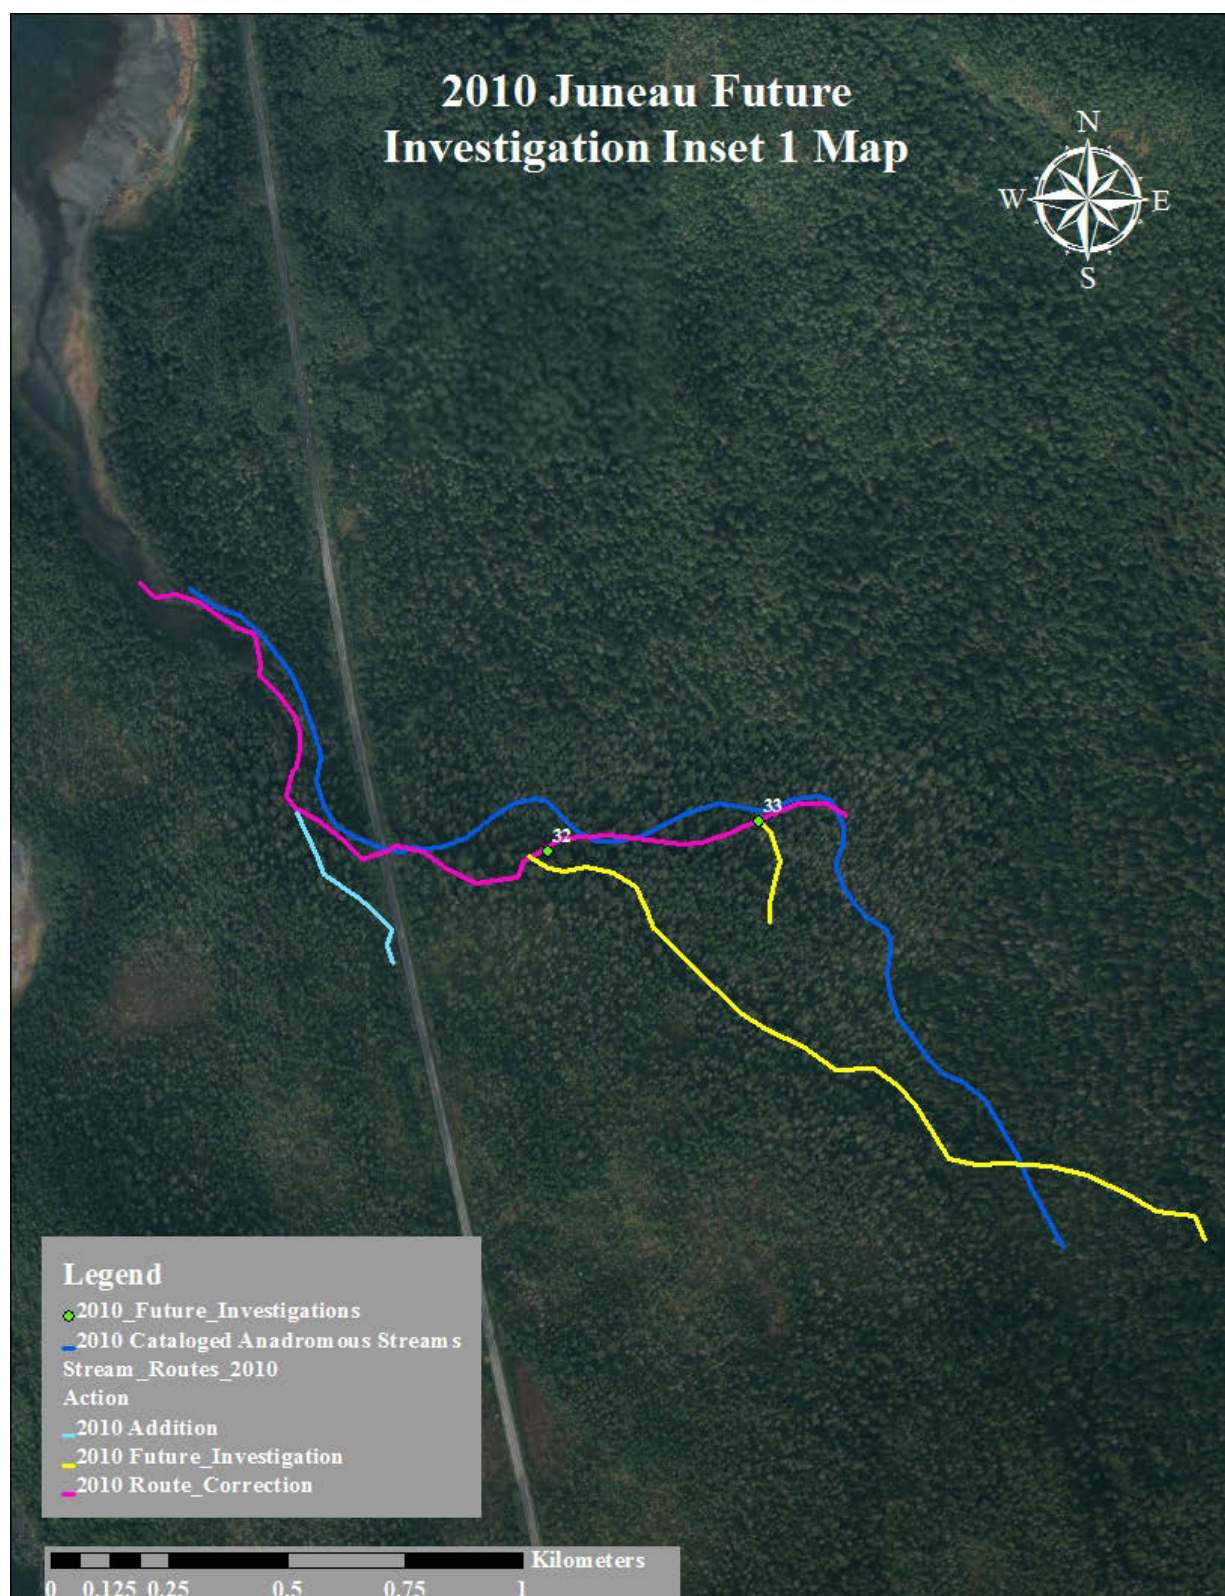 2010 Juneau Future
Investigation Inset 1 Map
N
W E
S
33
32
Legend
2010_Future_Investigations
2010 Cataloged Anadromous Streams
Stream_Routes_2010
Action
2010 Addition
2010 Future_Investigation
2010 Route_Correction
Kilometers
0 0.125 0.25 0.5 0.75 1